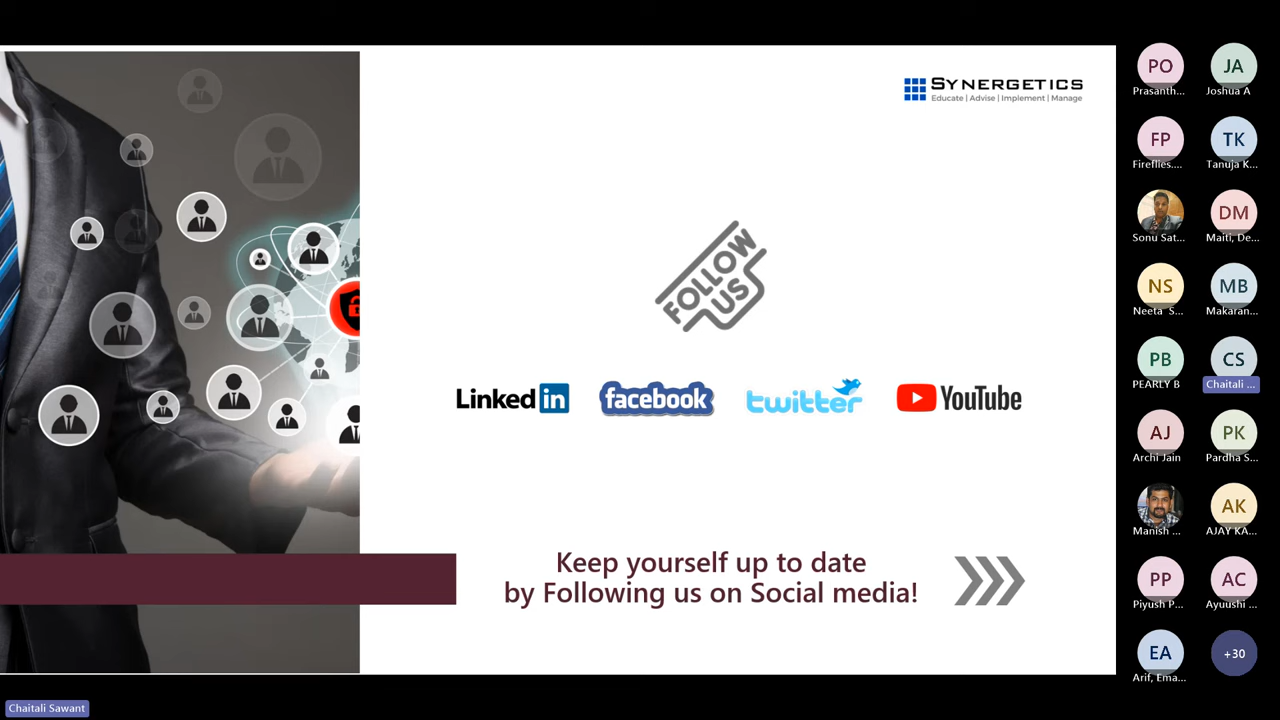 SYNERGETICS
Educate | Advise | Implement | Manage
FOLLOW
US
Linked in
facebook
twitter
YouTube
Keep yourself up to date
by Following us on Social media!
PO
Prasanth...
JA
Joshua A
FP
Fireflies....
TK
Tanuja K...
Sonu Sat...
DM
Maiti, De...
NS
Neeta S...
MB
Makaran...
PB
PEARLY B
CS
Chaitali ...
AJ
Archi Jain
PK
Pardha S...
Manish ...
AK
AJAY KA...
PP
Piyush P...
AC
Ayuushi ...
EA
Arif, Ema...
+30
Chaitali Sawant